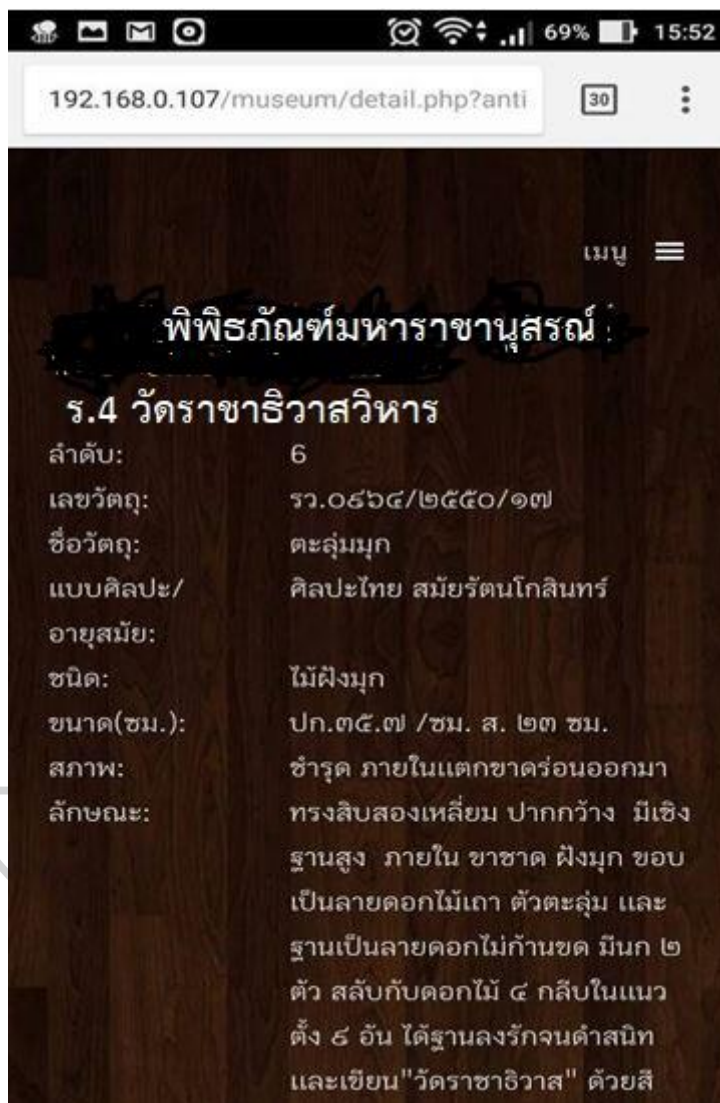 69% 15:52
192.168.0.107/museum/detail.php?anti 30
เมนู
พิพิธภัณฑ์มหาราชานุสรณ์
ร.4 วัดราชาธิวาสวิหาร
ลำดับ: 6
เลขวัตถุ: รว.๐๙๖๔/๒๕๕๐/๑๗
ชื่อวัตถุ: ตะลุ่มมุก
แบบศิลปะ/ ศิลปะไทย สมัยรัตนโกสินทร์
อายุสมัย:
ชนิด: ไม้ฝังมุก
ขนาด(ซม.): ปก.๓๕.๗ /ซม. ส. ๒๓ ซม.
สภาพ: ชำรุด ภายในแตกขาดร่อนออกมา
ลักษณะ: ทรงสิบสองเหลี่ยม ปากกว้าง มีเชิง
ฐานสูง ภายใน ขาชาด ฝังมุก ขอบ
เป็นลายดอกไม้เถา ตัวตะลุ่ม และ
ฐานเป็นลายดอกไม่ก้านขด มีนก ๒
ตัว สลับกับดอกไม้ ๔ กลีบในแนว
ตั้ง ๙ อัน ได้ฐานลงรักจนดำสนิท
และเขียน"วัดราชาธิวาส" ด้วยสี